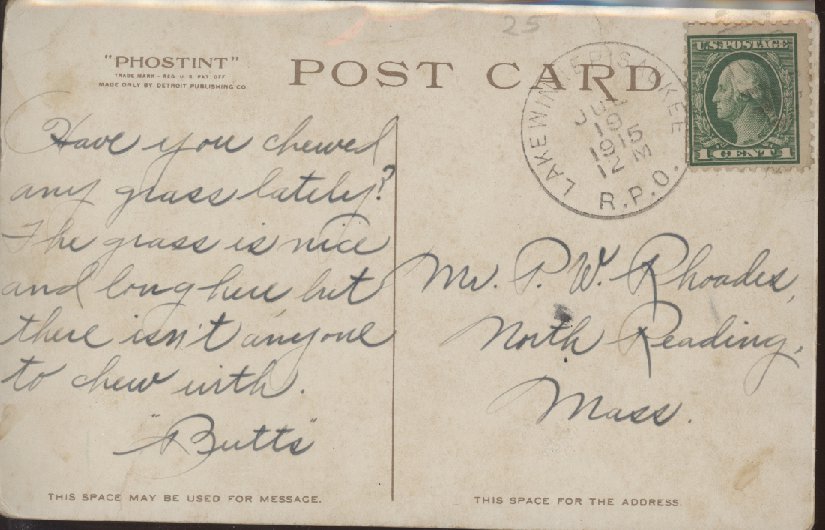 25
"PHOSTINT"
TRADE MARK - REG. U.S. PAT. OFF.
MADE ONLY BY DETROIT PUBLISHING CO.
POST CARD
LAKE WINNEPISAUKEE
R.P.O.
19
1915
12 M
U.S. POSTAGE
1 CENT 1
Have you chewed
any grass lately?
The grass is nice
and long here, but
there isn't anyone
to chew with.
"Butts"
Mr. P. W. Rhoades,
North Reading,
Mass.
THIS SPACE MAY BE USED FOR MESSAGE.
THIS SPACE FOR THE ADDRESS